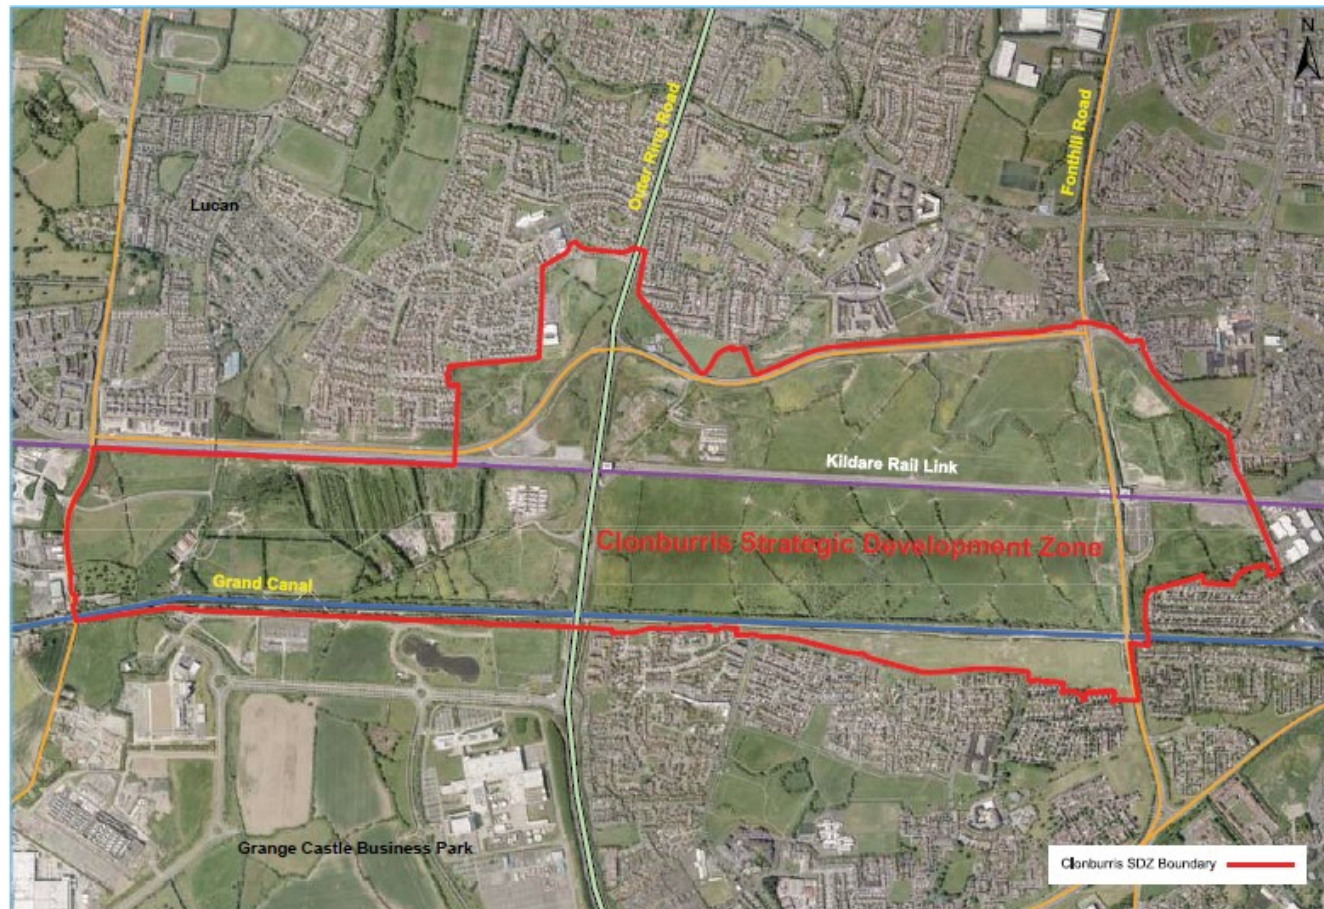 N
Outer Ring Road
Fonthill Road
Lucan
Kildare Rail Link
Clonburris Strategic Development Zone
Grand Canal
Grange Castle Business Park
Clonburris SDZ Boundary